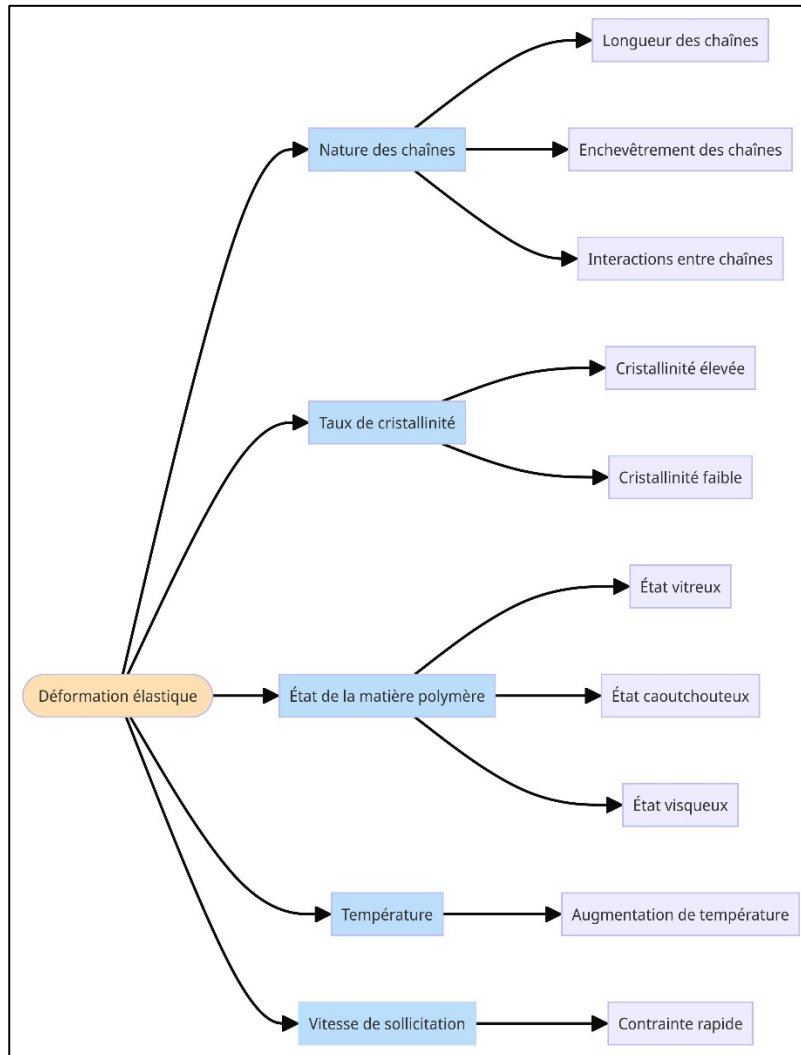 Longueur des chaînes
Nature des chaînes
Enchevêtrement des chaînes
Interactions entre chaînes
Cristallinité élevée
Taux de cristallinité
Cristallinité faible
État vitreux
Déformation élastique
État de la matière polymère
État caoutchouteux
État visqueux
Température
Augmentation de température
Vitesse de sollicitation
Contrainte rapide